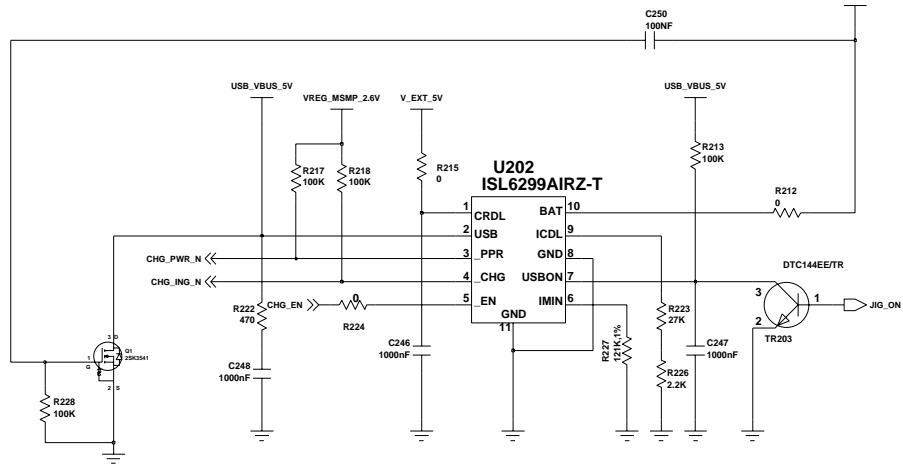 C250
100NF
USB_VBUS_5V
VREG_MSMP_2.6V
V_EXT_5V
USB_VBUS_5V
R217
100K
R218
100K
R215
0
U202
ISL6299AIRZ-T
R213
100K
R212
0
1
CRDL
BAT
10
2
USB
ICDL
9
CHG_PWR_N
3
_PPR
GND
8
CHG_ING_N
4
_CHG
USBON
7
CHG_EN
0
5
_EN
IMIN
6
GND
11
R224
R222
470
R223
27K
DTC144EE/TR
3
1
JIG_ON
2
TR203
C246
1000nF
R227
121K,1%
C247
1000nF
C248
1000nF
R226
2.2K
3
D
Q1
2SK3541
1
G
2
S
R228
100K